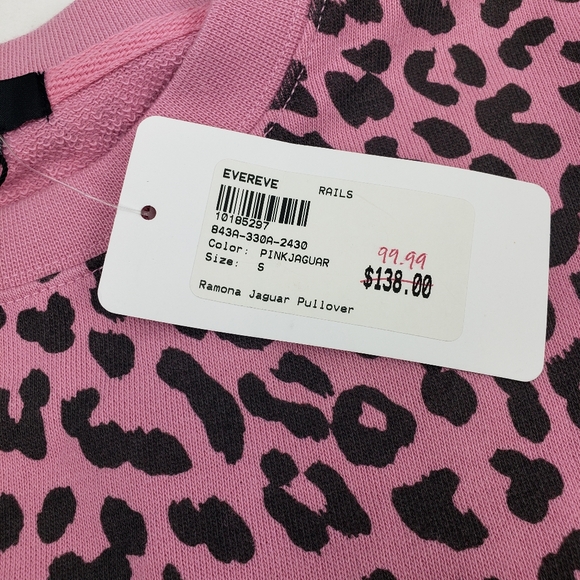 EVEREVE RAILS
10185297
843A-330A-2430
Color: PINKJAGUAR 99.99
Size: S $138.00
Ramona Jaguar Pullover